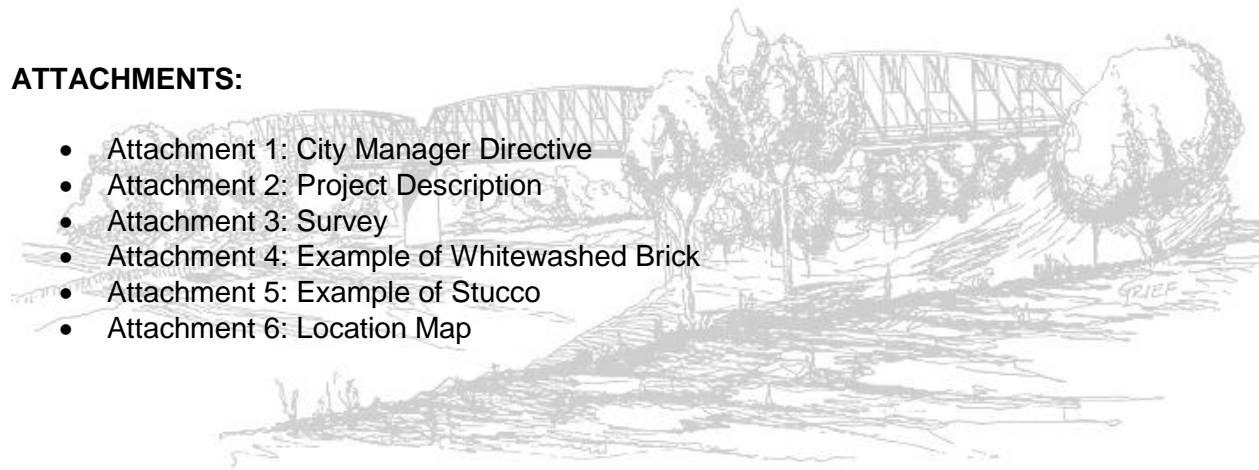 ATTACHMENTS:
• Attachment 1: City Manager Directive
• Attachment 2: Project Description
• Attachment 3: Survey
• Attachment 4: Example of Whitewashed Brick
• Attachment 5: Example of Stucco
• Attachment 6: Location Map
GRIEF